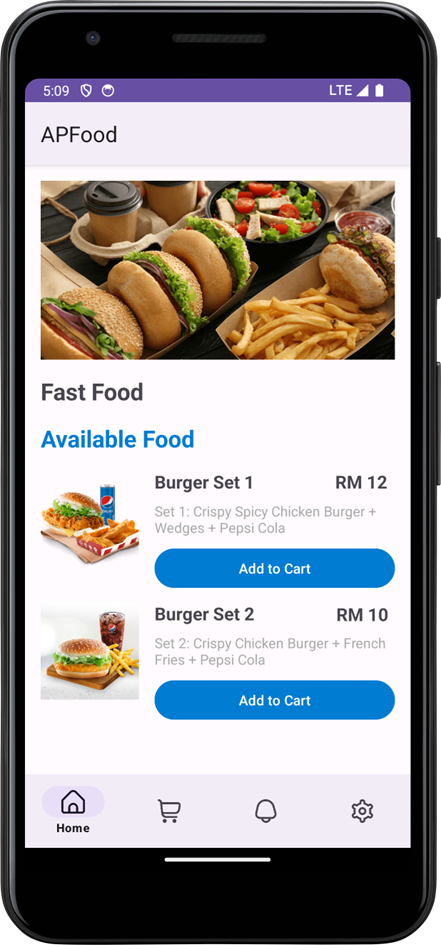 5:09 LTE
APFood
Fast Food
Available Food
Burger Set 1 RM 12
Set 1: Crispy Spicy Chicken Burger +
Wedges + Pepsi Cola
Add to Cart
Burger Set 2 RM 10
Set 2: Crispy Chicken Burger + French
Fries + Pepsi Cola
Add to Cart
Home